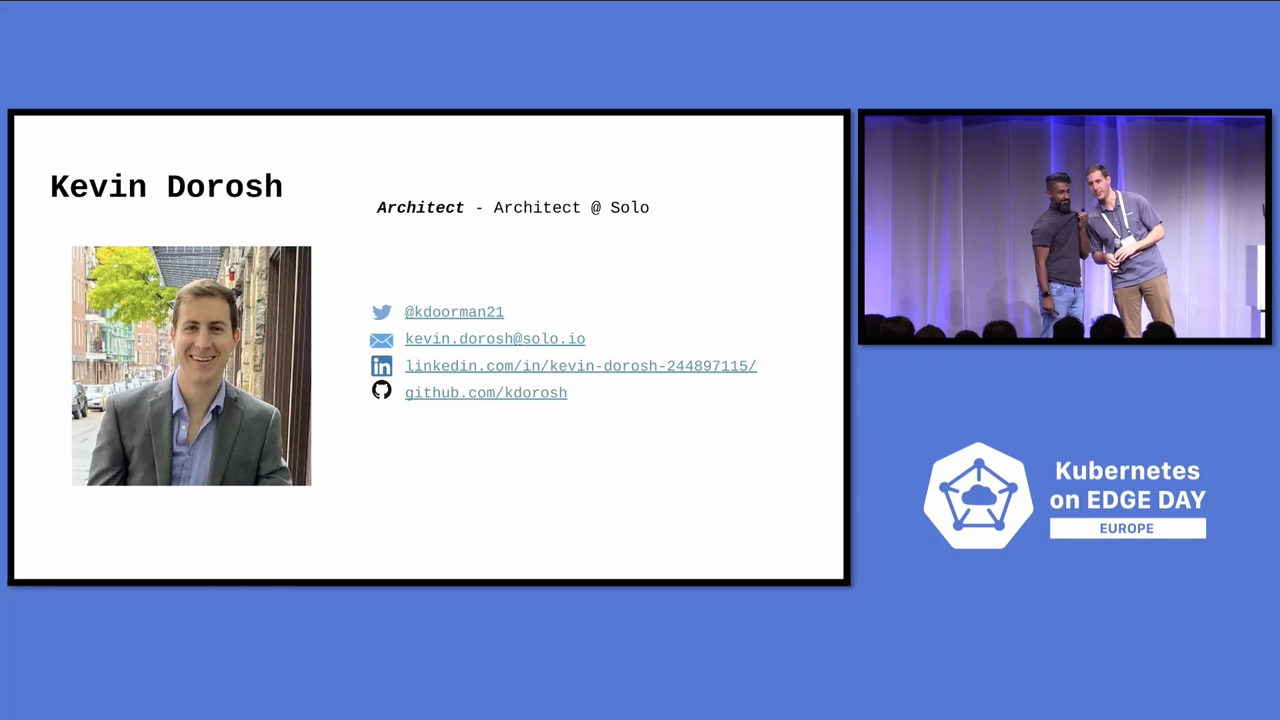 Kevin Dorosh
Architect - Architect @ Solo
@kdoorman21
kevin.dorosh@solo.io
linkedin.com/in/kevin-dorosh-244897115/
github.com/kdorosh
Kubernetes
on EDGE DAY
EUROPE